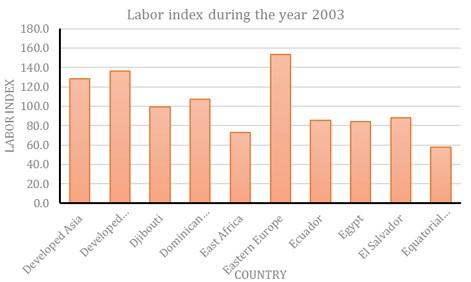 Labor index during the year 2003
LABOR INDEX
180.0
160.0
140.0
120.0
100.0
80.0
60.0
40.0
20.0
0.0
Developed Asia
Developed...
Djibouti
Dominican...
East Africa
Eastern Europe
Ecuador
Egypt
El Salvador
Equatorial...
COUNTRY